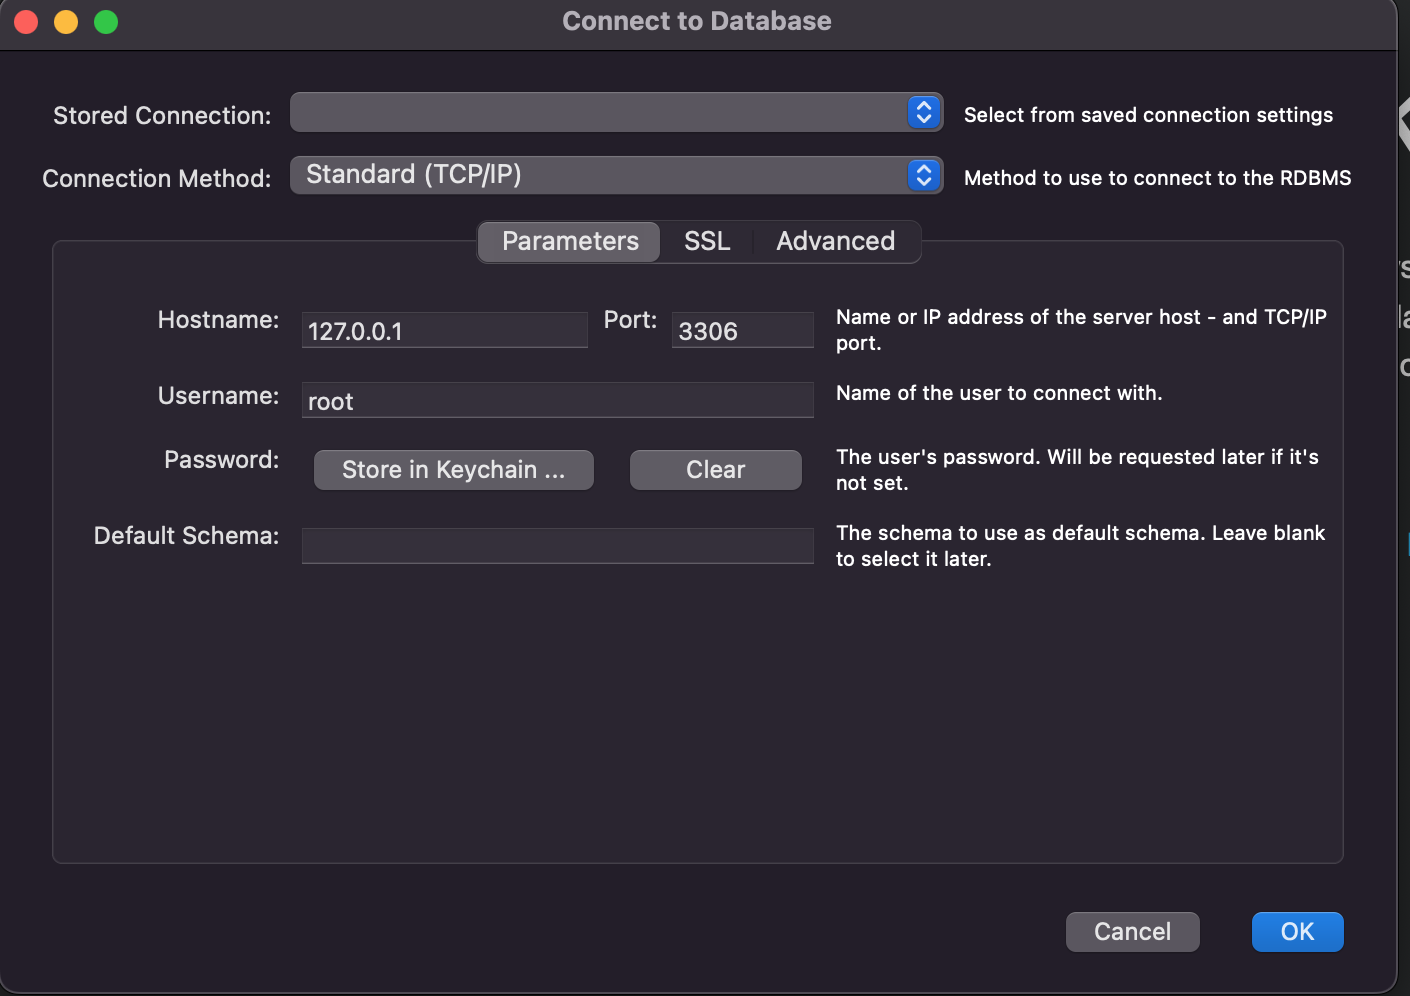 Connect to Database
Stored Connection:
Select from saved connection settings
Connection Method: Standard (TCP/IP)
Method to use to connect to the RDBMS
Parameters SSL Advanced
Hostname: 127.0.0.1 Port: 3306
Name or IP address of the server host - and TCP/IP
port.
Username: root
Name of the user to connect with.
Password: Store in Keychain ... Clear
The user's password. Will be requested later if it's
not set.
Default Schema:
The schema to use as default schema. Leave blank
to select it later.
Cancel OK